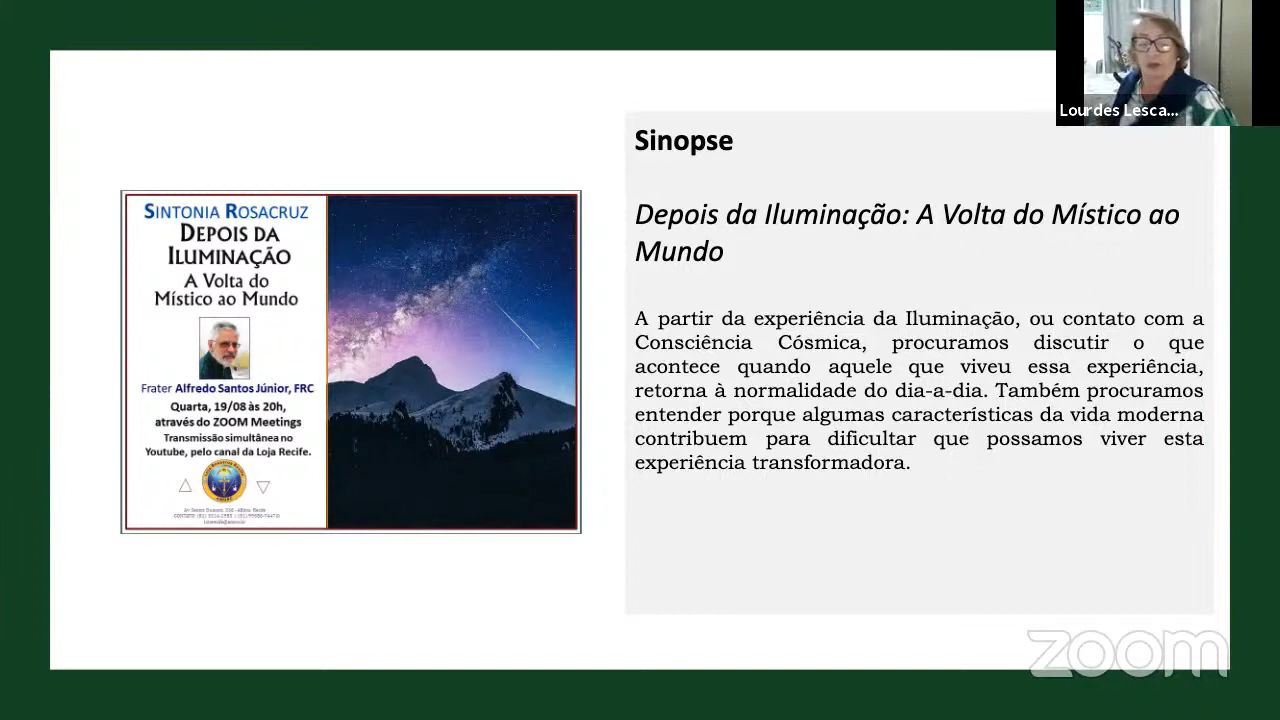 Lourdes Lesca...
Sinopse
Depois da Iluminação: A Volta do Místico ao
Mundo
A partir da experiência da Iluminação, ou contato com a
Consciência Cósmica, procuramos discutir o que
acontece quando aquele que viveu essa experiência,
retorna à normalidade do dia-a-dia. Também procuramos
entender porque algumas características da vida moderna
contribuem para dificultar que possamos viver esta
experiência transformadora.
SINTONIA ROSACRUZ
DEPOIS DA
ILUMINAÇÃO
A Volta do
Místico ao Mundo
Frater Alfredo Santos Júnior, FRC
Quarta, 19/08 às 20h,
através do ZOOM Meetings
Transmissão simultânea no
Youtube, pelo canal da Loja Recife.
zoom